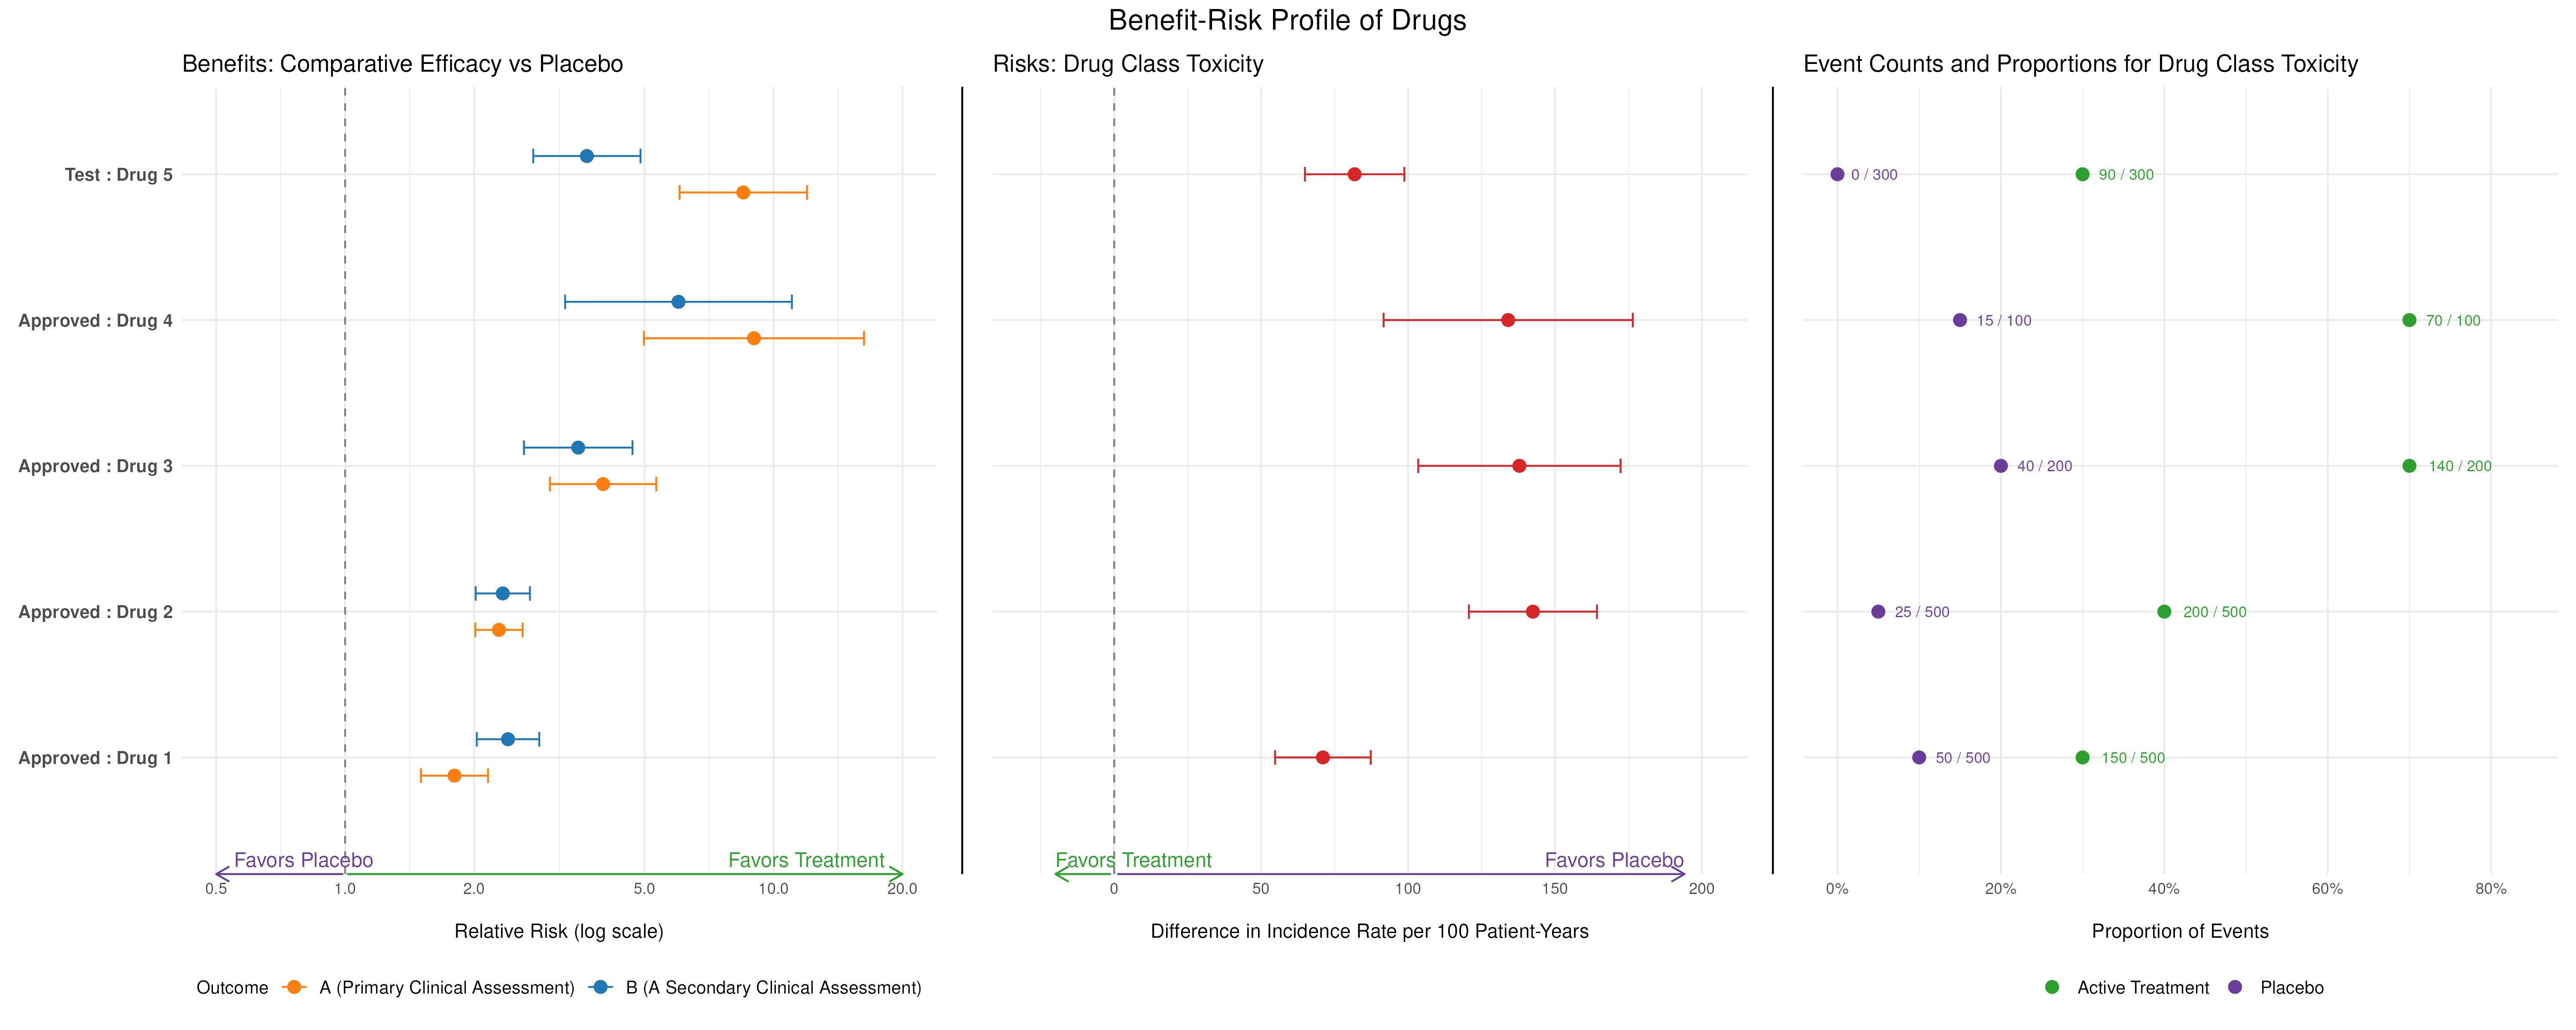 Benefit-Risk Profile of Drugs
Benefits: Comparative Efficacy vs Placebo
Test : Drug 5
Approved : Drug 4
Approved : Drug 3
Approved : Drug 2
Approved : Drug 1
Favors Placebo
Favors Treatment
0.5 1.0 2.0 5.0 10.0 20.0
Relative Risk (log scale)
Outcome A (Primary Clinical Assessment) B (A Secondary Clinical Assessment)
Risks: Drug Class Toxicity
Favors Treatment
Favors Placebo
0 50 100 150 200
Difference in Incidence Rate per 100 Patient-Years
Event Counts and Proportions for Drug Class Toxicity
0 / 300 90 / 300
15 / 100 70 / 100
40 / 200 140 / 200
25 / 500 200 / 500
50 / 500 150 / 500
0% 20% 40% 60% 80%
Proportion of Events
Active Treatment Placebo